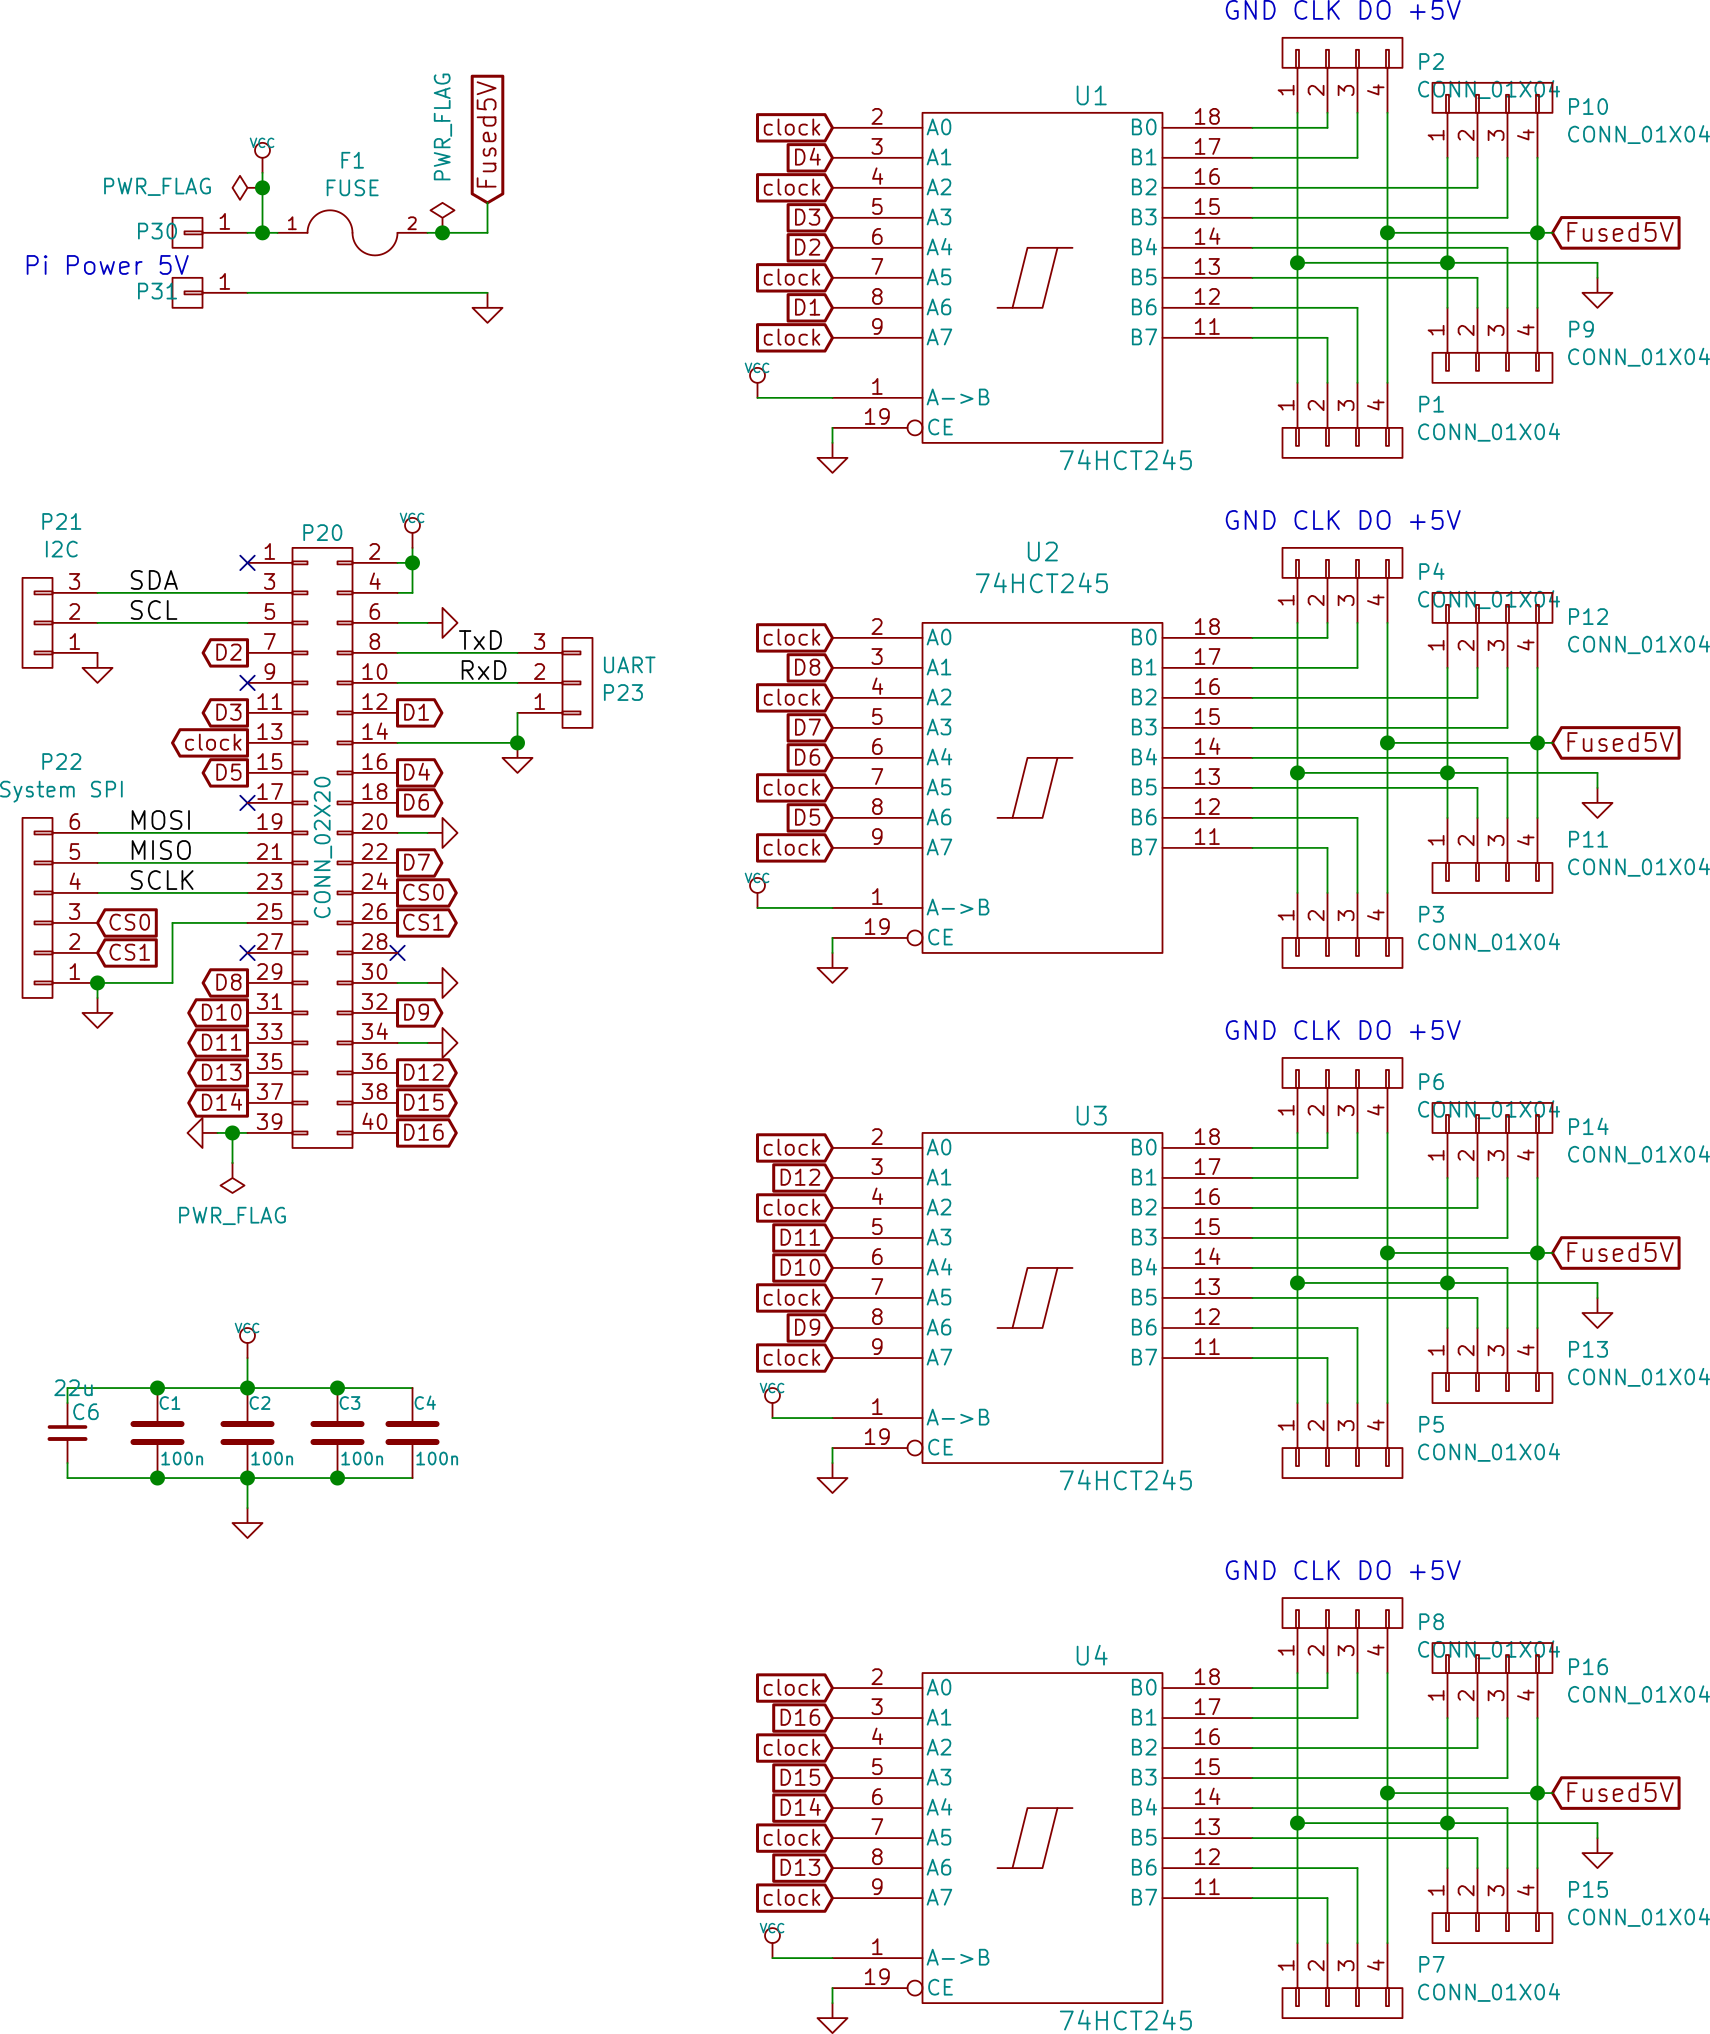 VCC
PWR_FLAG
F1
FUSE
PWR_FLAG
Fused5V
P30
1
1
2
Pi Power 5V
P31
1
P21
I2C
3
2
1
SDA
SCL
P20
CONN_02X20
VCC
1 2
3 4
5 6
D2 7 8
9 10
D3 11 12 D1
clock 13 14
D5 15 16 D4
17 18 D6
19 20
21 22 D7
23 24 CS0
25 26 CS1
27 28
D8 29 30
D10 31 32 D9
D11 33 34
D13 35 36 D12
D14 37 38 D15
39 40 D16
PWR_FLAG
TxD
RxD
3
2
1
UART
P23
P22
System SPI
6 MOSI
5 MISO
4 SCLK
3 CS0
2 CS1
1
VCC
22u
C6
C1
100n
C2
100n
C3
100n
C4
100n
GND CLK DO +5V
U1
clock 2 A0 B0 18
D4 3 A1 B1 17
clock 4 A2 B2 16
D3 5 A3 B3 15
D2 6 A4 B4 14
clock 7 A5 B5 13
D1 8 A6 B6 12
clock 9 A7 B7 11
VCC
1 A->B
19 CE
74HCT245
1 2 3 4
P2
CONN_01X04
1 2 3 4
P10
CONN_01X04
Fused5V
1 2 3 4
P9
CONN_01X04
1 2 3 4
P1
CONN_01X04
GND CLK DO +5V
U2
74HCT245
clock 2 A0 B0 18
D8 3 A1 B1 17
clock 4 A2 B2 16
D7 5 A3 B3 15
D6 6 A4 B4 14
clock 7 A5 B5 13
D5 8 A6 B6 12
clock 9 A7 B7 11
VCC
1 A->B
19 CE
1 2 3 4
P4
CONN_01X04
1 2 3 4
P12
CONN_01X04
Fused5V
1 2 3 4
P11
CONN_01X04
1 2 3 4
P3
CONN_01X04
GND CLK DO +5V
U3
clock 2 A0 B0 18
D12 3 A1 B1 17
clock 4 A2 B2 16
D11 5 A3 B3 15
D10 6 A4 B4 14
clock 7 A5 B5 13
D9 8 A6 B6 12
clock 9 A7 B7 11
VCC
1 A->B
19 CE
74HCT245
1 2 3 4
P6
CONN_01X04
1 2 3 4
P14
CONN_01X04
Fused5V
1 2 3 4
P13
CONN_01X04
1 2 3 4
P5
CONN_01X04
GND CLK DO +5V
U4
clock 2 A0 B0 18
D16 3 A1 B1 17
clock 4 A2 B2 16
D15 5 A3 B3 15
D14 6 A4 B4 14
clock 7 A5 B5 13
D13 8 A6 B6 12
clock 9 A7 B7 11
VCC
1 A->B
19 CE
74HCT245
1 2 3 4
P8
CONN_01X04
1 2 3 4
P16
CONN_01X04
Fused5V
1 2 3 4
P15
CONN_01X04
1 2 3 4
P7
CONN_01X04